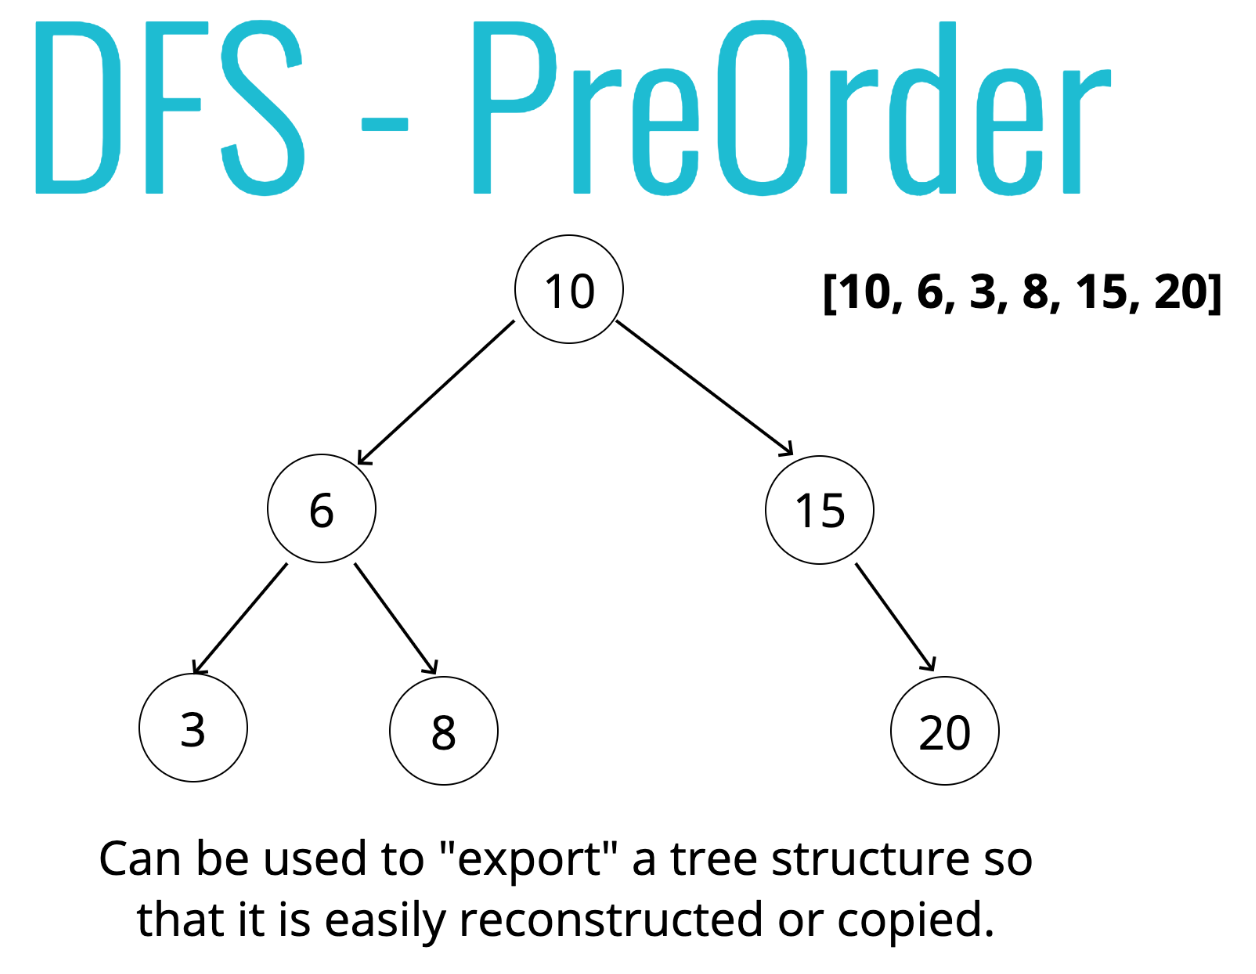 DFS - PreOrder
10
[10, 6, 3, 8, 15, 20]
6
15
3
8
20
Can be used to "export" a tree structure so
that it is easily reconstructed or copied.